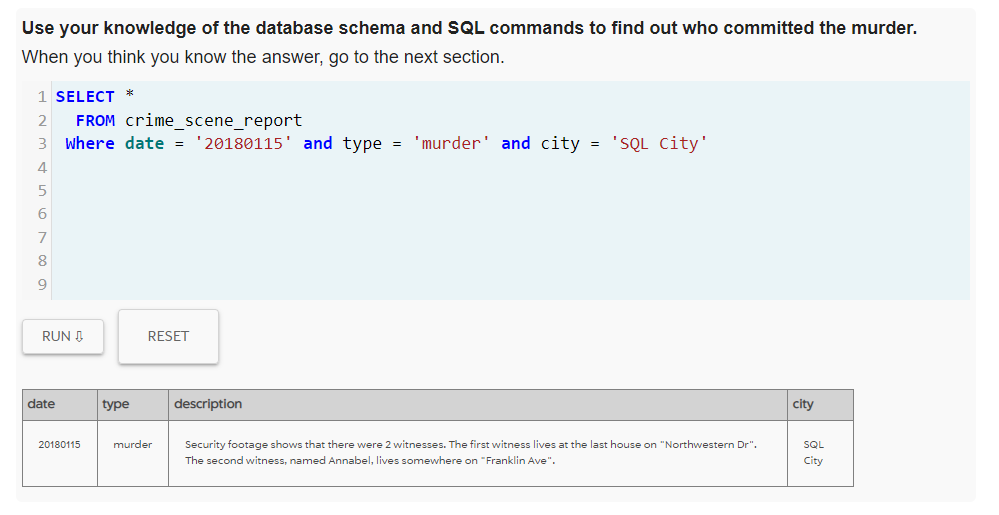 Use your knowledge of the database schema and SQL commands to find out who committed the murder.
When you think you know the answer, go to the next section.
1 SELECT *
2 FROM crime_scene_report
3 Where date = '20180115' and type = 'murder' and city = 'SQL City'
4
5
6
7
8
9
RUN ⇩ RESET
date type description city
20180115 murder Security footage shows that there were 2 witnesses. The first witness lives at the last house on "Northwestern Dr". SQL
The second witness, named Annabel, lives somewhere on "Franklin Ave". City